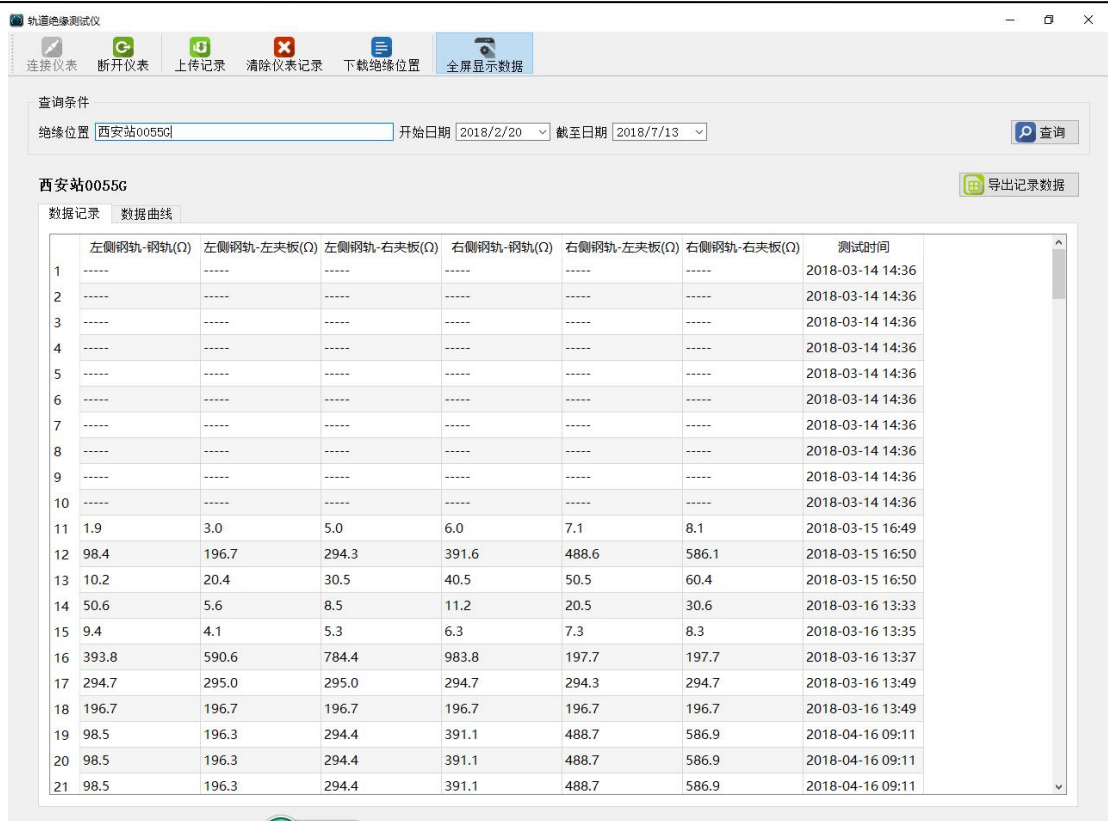 轨道绝缘测试仪
连接仪表 断开仪表 上传记录 清除仪表记录 下载绝缘位置 全屏显示数据
查询条件
绝缘位置 西安站0055G 开始日期 2018/2/20 截至日期 2018/7/13 查询
西安站0055G 导出记录数据
数据记录 数据曲线
左侧钢轨-钢轨(Ω) 左侧钢轨-左夹板(Ω) 左侧钢轨-右夹板(Ω) 右侧钢轨-钢轨(Ω) 右侧钢轨-左夹板(Ω) 右侧钢轨-右夹板(Ω) 测试时间
1 ----- ----- ----- ----- ----- ----- 2018-03-14 14:36
2 ----- ----- ----- ----- ----- ----- 2018-03-14 14:36
3 ----- ----- ----- ----- ----- ----- 2018-03-14 14:36
4 ----- ----- ----- ----- ----- ----- 2018-03-14 14:36
5 ----- ----- ----- ----- ----- ----- 2018-03-14 14:36
6 ----- ----- ----- ----- ----- ----- 2018-03-14 14:36
7 ----- ----- ----- ----- ----- ----- 2018-03-14 14:36
8 ----- ----- ----- ----- ----- ----- 2018-03-14 14:36
9 ----- ----- ----- ----- ----- ----- 2018-03-14 14:36
10 ----- ----- ----- ----- ----- ----- 2018-03-14 14:36
11 1.9 3.0 5.0 6.0 7.1 8.1 2018-03-15 16:49
12 98.4 196.7 294.3 391.6 488.6 586.1 2018-03-15 16:50
13 10.2 20.4 30.5 40.5 50.5 60.4 2018-03-15 16:50
14 50.6 5.6 8.5 11.2 20.5 30.6 2018-03-16 13:33
15 9.4 4.1 5.3 6.3 7.3 8.3 2018-03-16 13:35
16 393.8 590.6 784.4 983.8 197.7 197.7 2018-03-16 13:37
17 294.7 295.0 295.0 294.7 294.3 294.7 2018-03-16 13:49
18 196.7 196.7 196.7 196.7 196.7 196.7 2018-03-16 13:49
19 98.5 196.3 294.4 391.1 488.7 586.9 2018-04-16 09:11
20 98.5 196.3 294.4 391.1 488.7 586.9 2018-04-16 09:11
21 98.5 196.3 294.4 391.1 488.7 586.9 2018-04-16 09:11